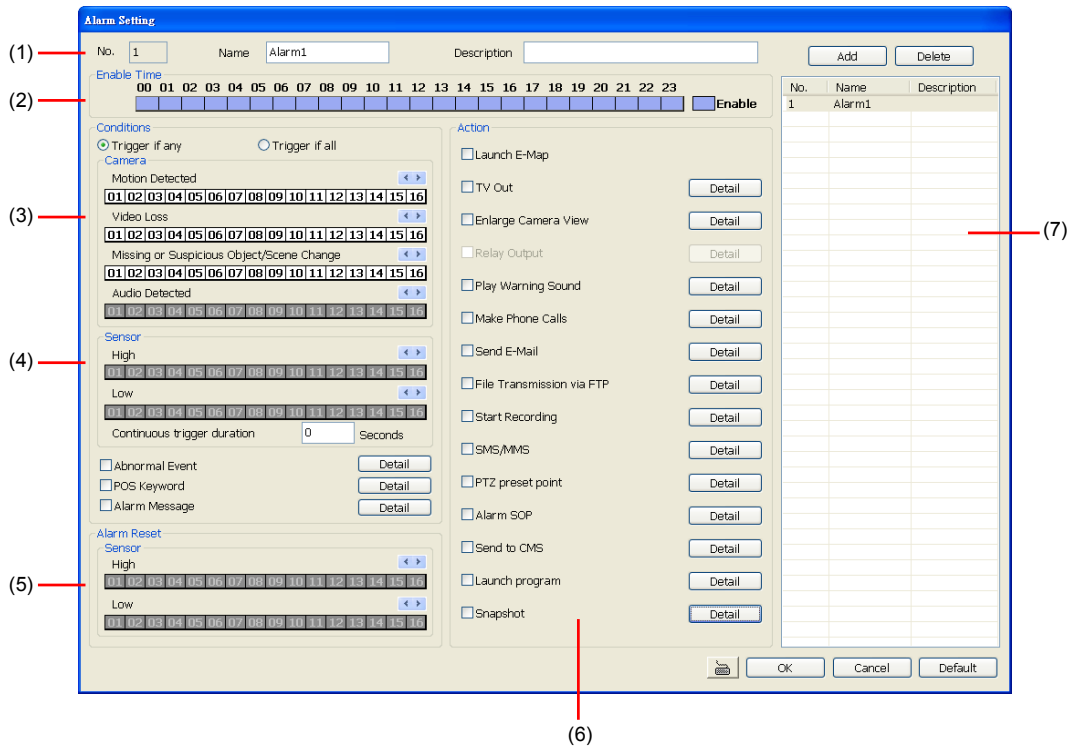 Alarm Setting
(1)
No. 1 Name Alarm1 Description
Add Delete
Enable Time
00 01 02 03 04 05 06 07 08 09 10 11 12 13 14 15 16 17 18 19 20 21 22 23
(2)
Enable
Conditions
Trigger if any Trigger if all
Camera
Motion Detected
01 02 03 04 05 06 07 08 09 10 11 12 13 14 15 16
(3)
Video Loss
01 02 03 04 05 06 07 08 09 10 11 12 13 14 15 16
Missing or Suspicious Object/Scene Change
01 02 03 04 05 06 07 08 09 10 11 12 13 14 15 16
Audio Detected
01 02 03 04 05 06 07 08 09 10 11 12 13 14 15 16
Sensor
(4)
High
01 02 03 04 05 06 07 08 09 10 11 12 13 14 15 16
Low
01 02 03 04 05 06 07 08 09 10 11 12 13 14 15 16
Continuous trigger duration 0 Seconds
Abnormal Event Detail
POS Keyword Detail
Alarm Message Detail
Alarm Reset
Sensor
High
(5)
01 02 03 04 05 06 07 08 09 10 11 12 13 14 15 16
Low
01 02 03 04 05 06 07 08 09 10 11 12 13 14 15 16
Action
Launch E-Map
TV Out Detail
Enlarge Camera View Detail
Relay Output Detail
Play Warning Sound Detail
Make Phone Calls Detail
Send E-Mail Detail
File Transmission via FTP Detail
Start Recording Detail
SMS/MMS Detail
PTZ preset point Detail
Alarm SOP Detail
Send to CMS Detail
Launch program Detail
Snapshot Detail
(6)
No. Name Description
1 Alarm1
(7)
OK Cancel Default